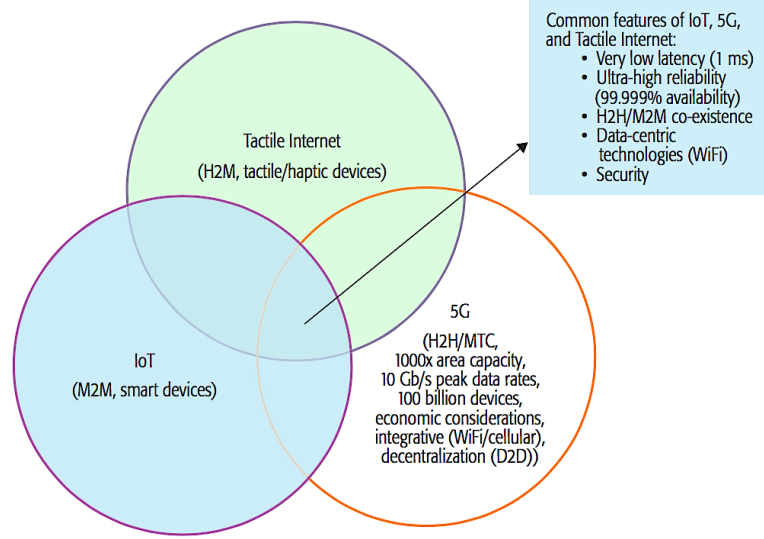 Common features of IoT, 5G,
and Tactile Internet:
• Very low latency (1 ms)
• Ultra-high reliability
(99.999% availability)
• H2H/M2M co-existence
• Data-centric
technologies (WiFi)
• Security
Tactile Internet
(H2M, tactile/haptic devices)
IoT
(M2M, smart devices)
5G
(H2H/MTC,
1000x area capacity,
10 Gb/s peak data rates,
100 billion devices,
economic considerations,
integrative (WiFi/cellular),
decentralization (D2D))